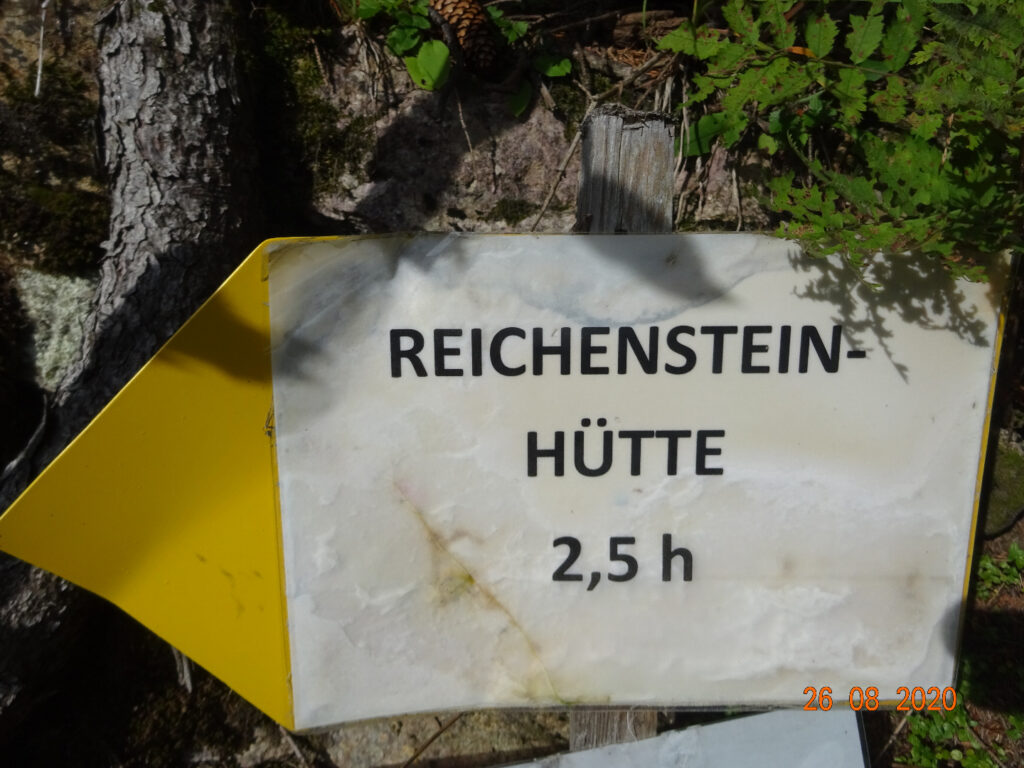 REICHENSTEIN-
HÜTTE
2,5 h
26 08 2020